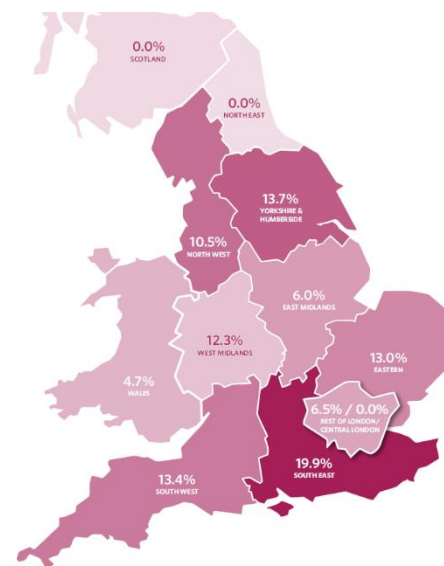 0.0%
SCOTLAND
0.0%
NORTH EAST
13.7%
YORKSHIRE &
HUMBERSIDE
10.5%
NORTH WEST
6.0%
EAST MIDLANDS
12.3%
WEST MIDLANDS
13.0%
EASTERN
4.7%
WALES
6.5% / 0.0%
REST OF LONDON/
CENTRAL LONDON
19.9%
SOUTH EAST
13.4%
SOUTH WEST